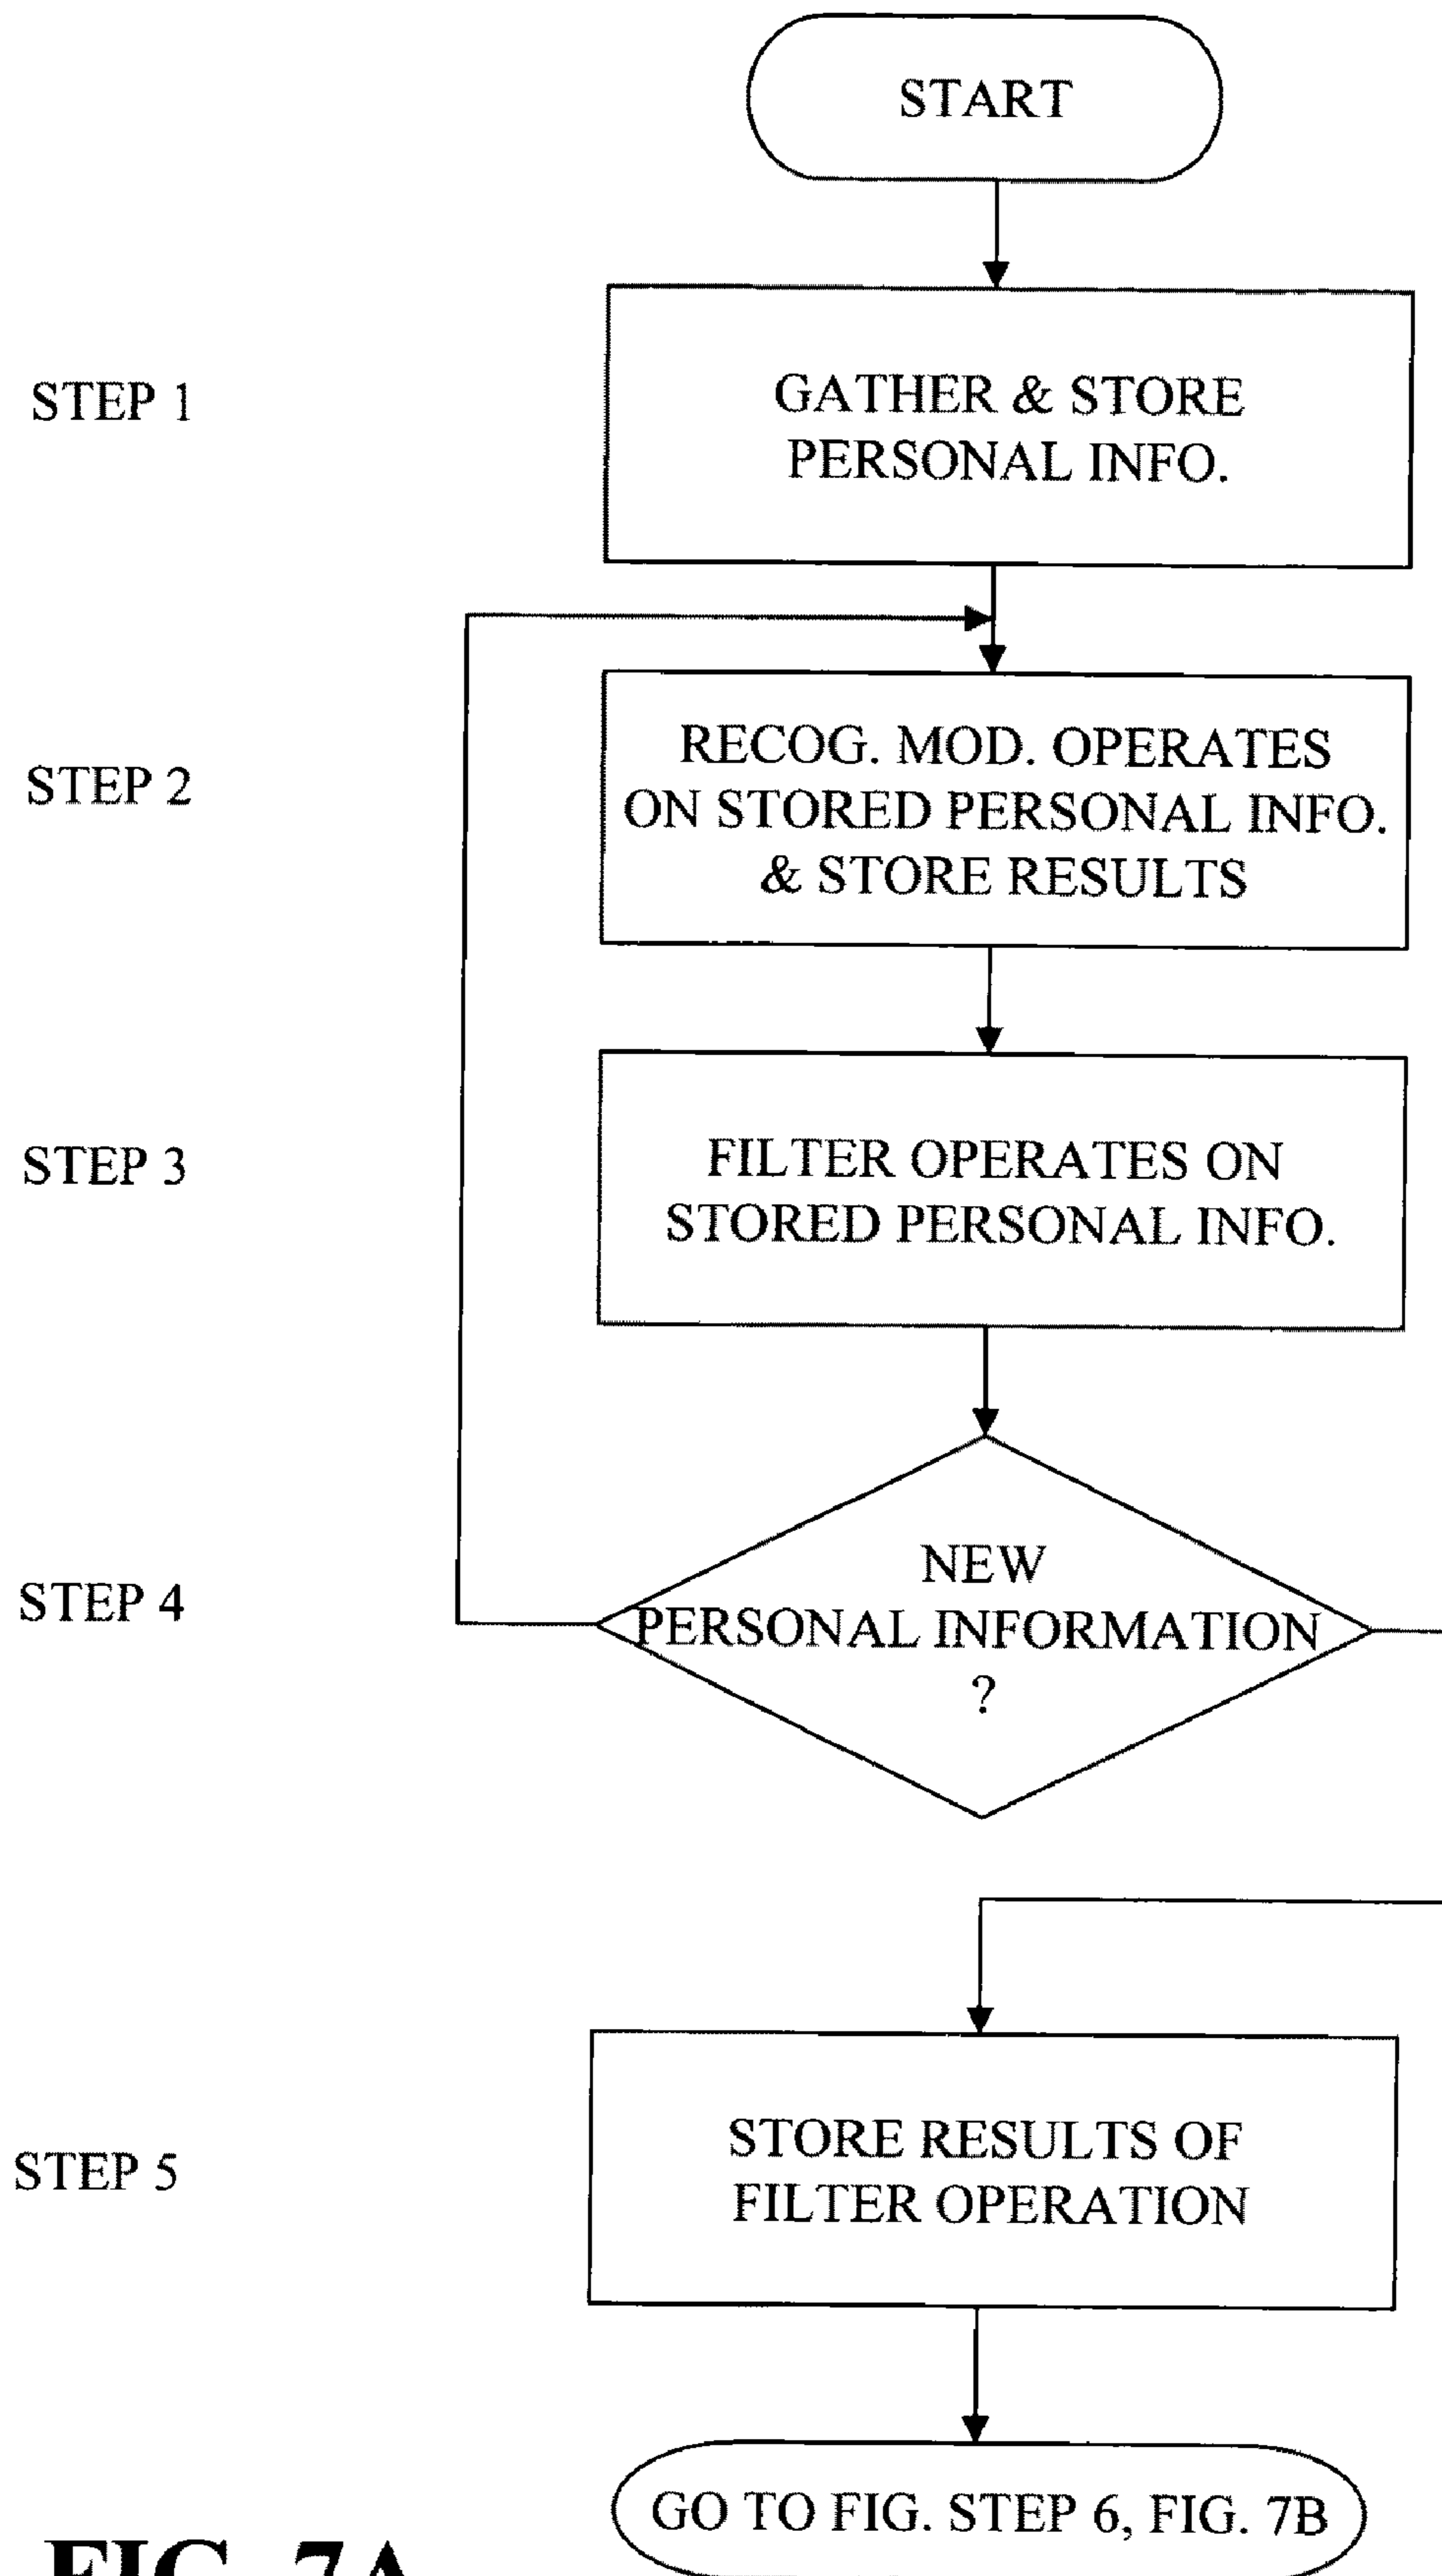 START
STEP 1
GATHER & STORE
PERSONAL INFO.
STEP 2
RECOG. MOD. OPERATES
ON STORED PERSONAL INFO.
& STORE RESULTS
STEP 3
FILTER OPERATES ON
STORED PERSONAL INFO.
STEP 4
NEW
PERSONAL INFORMATION
?
STEP 5
STORE RESULTS OF
FILTER OPERATION
GO TO FIG. STEP 6, FIG. 7B
FIG. 7A